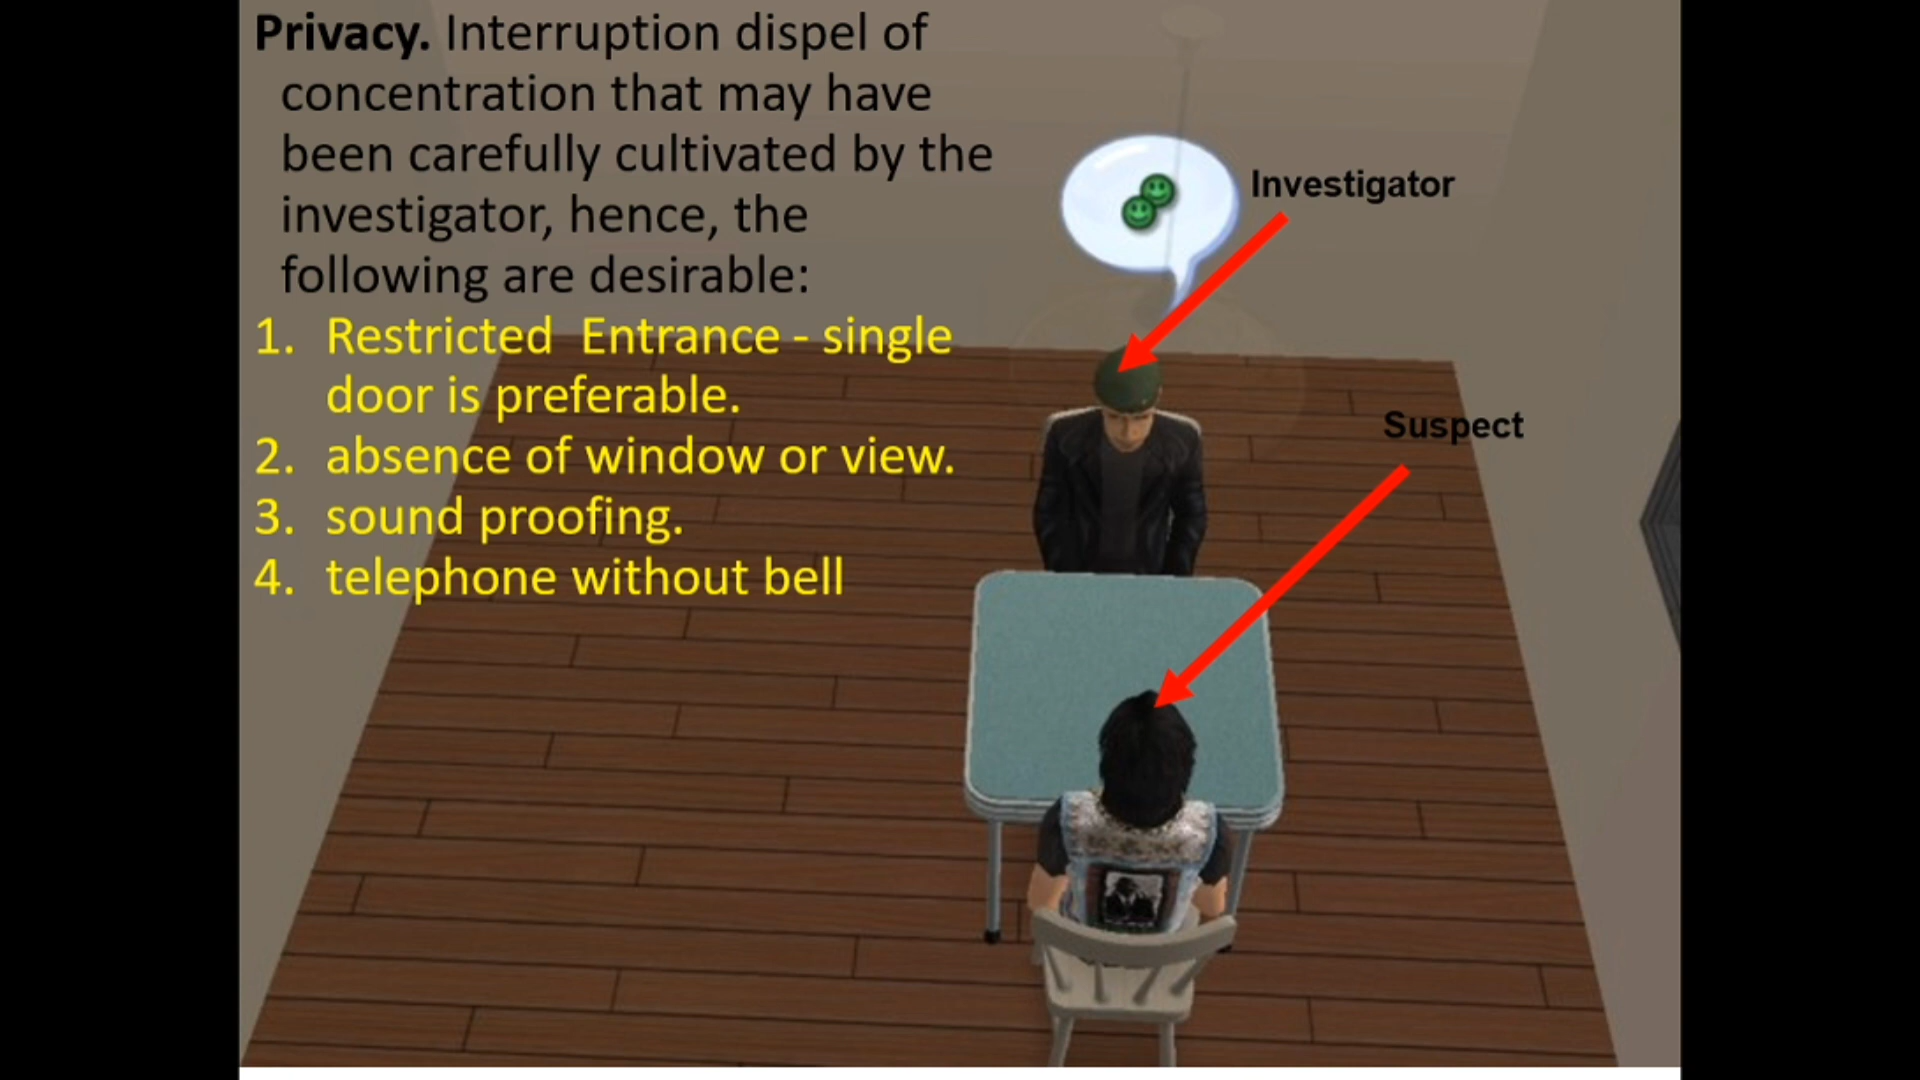 Privacy. Interruption dispel of
concentration that may have
been carefully cultivated by the
investigator, hence, the
following are desirable:
1. Restricted Entrance - single
door is preferable.
2. absence of window or view.
3. sound proofing.
4. telephone without bell
Investigator
Suspect